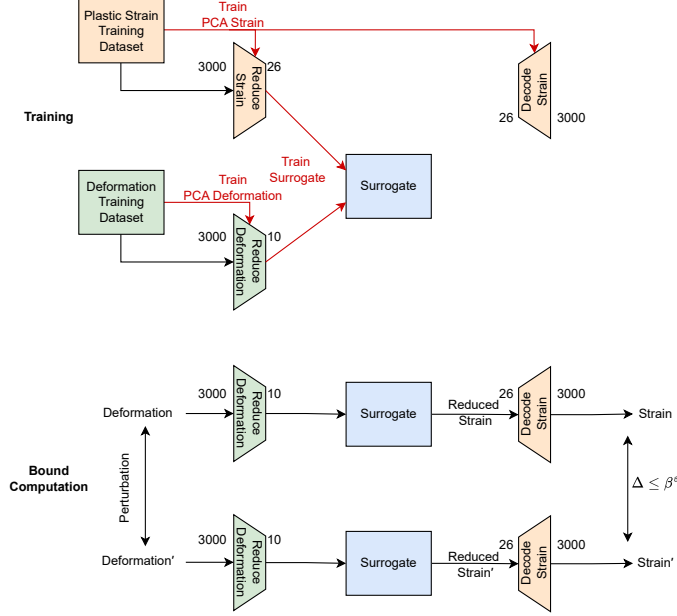 Plastic Strain
Training
Dataset
Train
PCA Strain
3000
26
Reduce
Strain
Decode
Strain
26
3000
Training
Train
Surrogate
Surrogate
Deformation
Training
Dataset
Train
PCA Deformation
3000
10
Reduce
Deformation
3000
10
Reduce
Deformation
Deformation
Surrogate
Reduced
Strain
26
3000
Decode
Strain
Strain
Bound
Computation
Perturbation
Δ ≤ β
3000
10
Reduce
Deformation
Deformation′
Surrogate
Reduced
Strain′
26
3000
Decode
Strain
Strain′